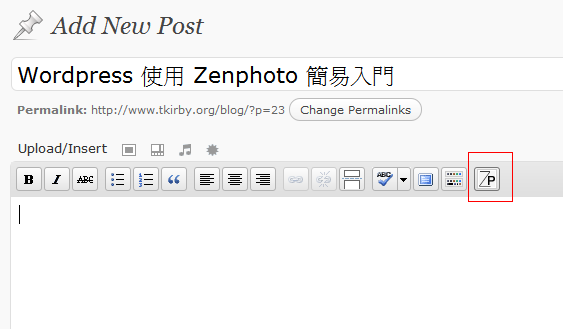 Add New Post
Wordpress 使用 Zenphoto 簡易入門
Permalink: http://www.tkirby.org/blog/?p=23 Change Permalinks
Upload/Insert
B I ABC “ ABC ZP